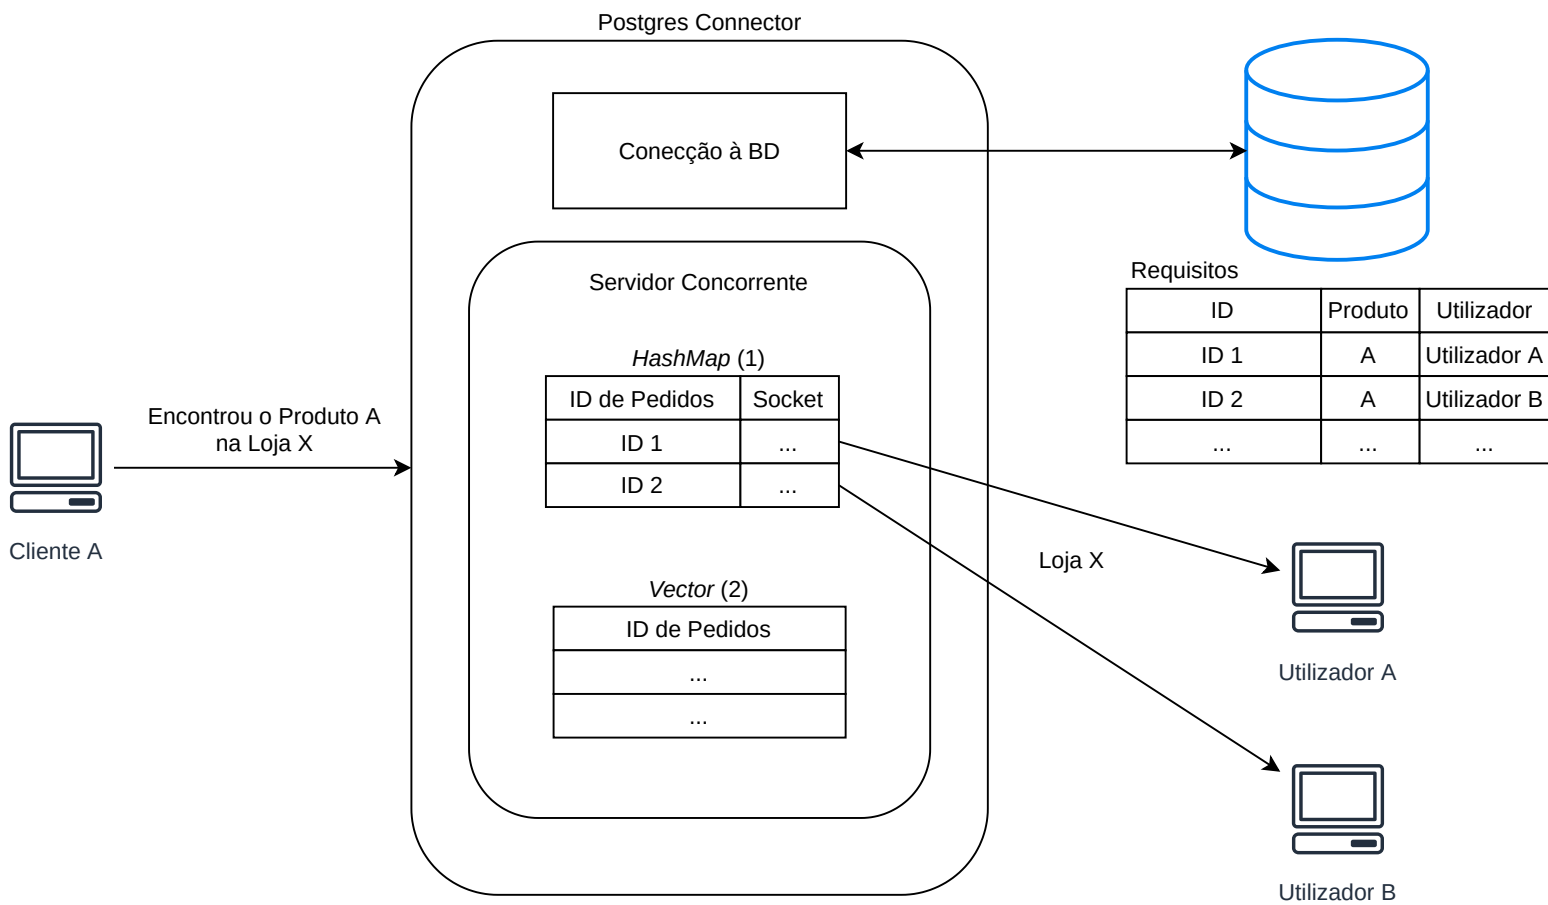 Postgres Connector
Conecção à BD
Servidor Concorrente
HashMap (1)
ID de Pedidos Socket
ID 1 ...
ID 2 ...
Vector (2)
ID de Pedidos
...
...
Encontrou o Produto A
na Loja X
Cliente A
Requisitos
ID Produto Utilizador
ID 1 A Utilizador A
ID 2 A Utilizador B
... ... ...
Loja X
Utilizador A
Utilizador B